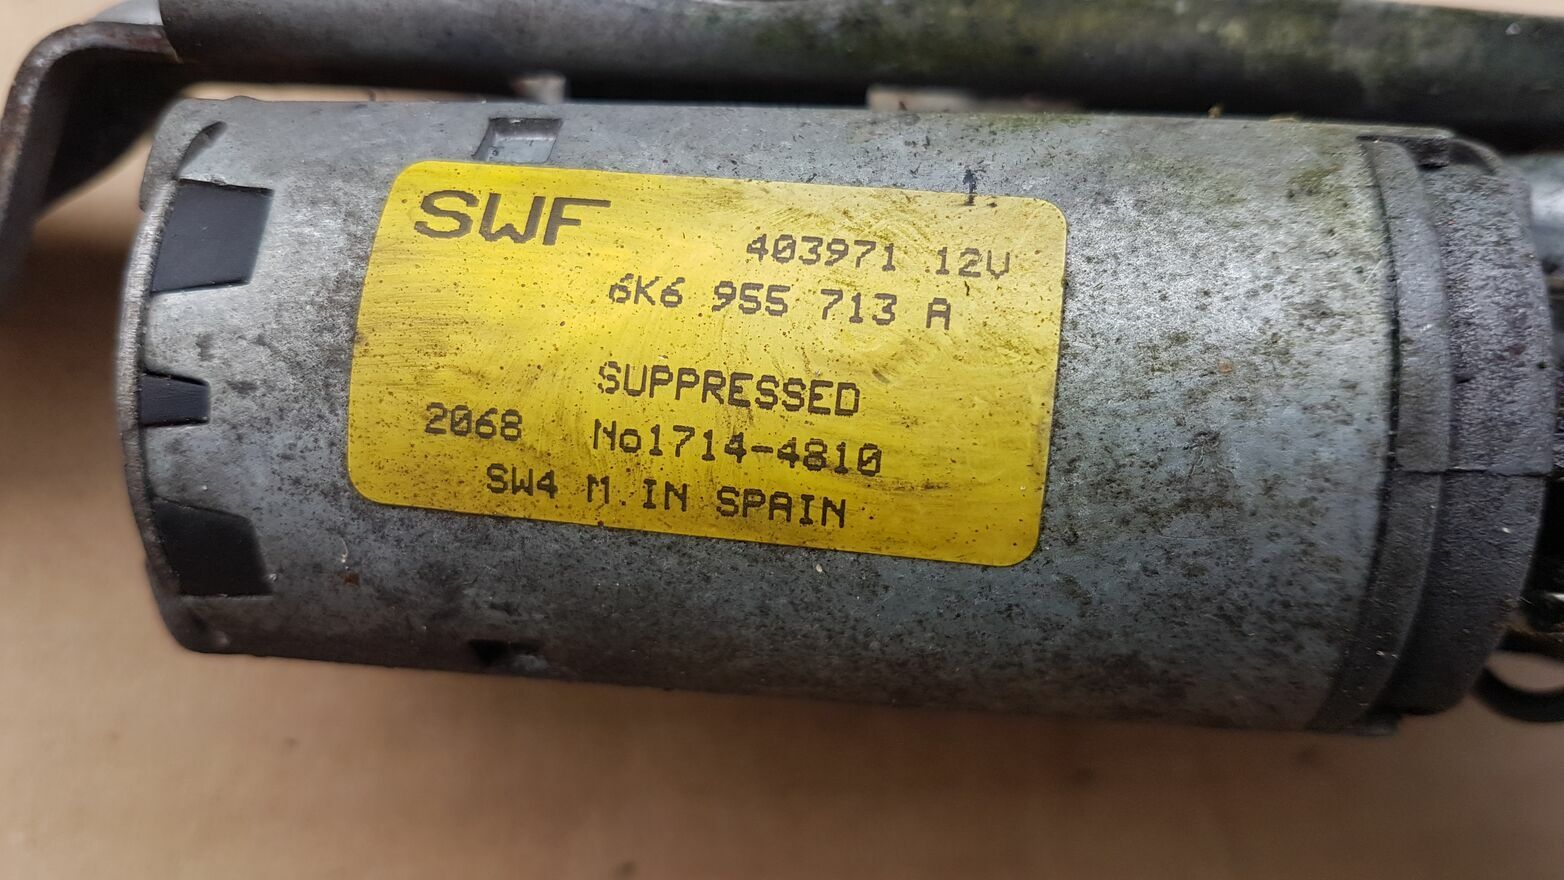 SWF
403971 12V
6K6 955 713 A
SUPPRESSED
2068 No1714-4810
SW4 M. IN SPAIN